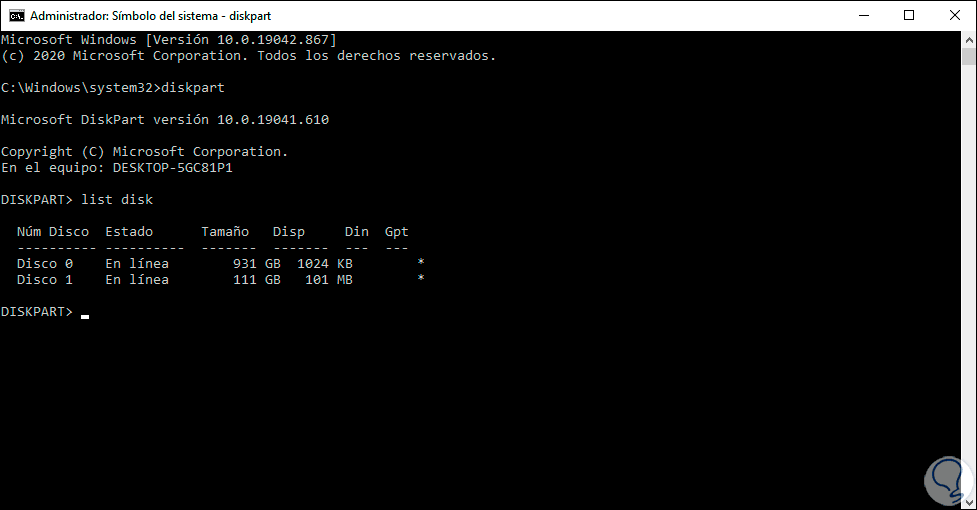 Administrador: Símbolo del sistema - diskpart
Microsoft Windows [Versión 10.0.19042.867]
(c) 2020 Microsoft Corporation. Todos los derechos reservados.
C:\Windows\system32>diskpart
Microsoft DiskPart versión 10.0.19041.610
Copyright (C) Microsoft Corporation.
En el equipo: DESKTOP-5GC81P1
DISKPART> list disk
  Núm Disco  Estado      Tamaño   Disp     Din  Gpt
  ---------- ----------  -------  -------  ---  ---
  Disco 0    En línea        931 GB  1024 KB        *
  Disco 1    En línea        111 GB   101 MB        *
DISKPART>